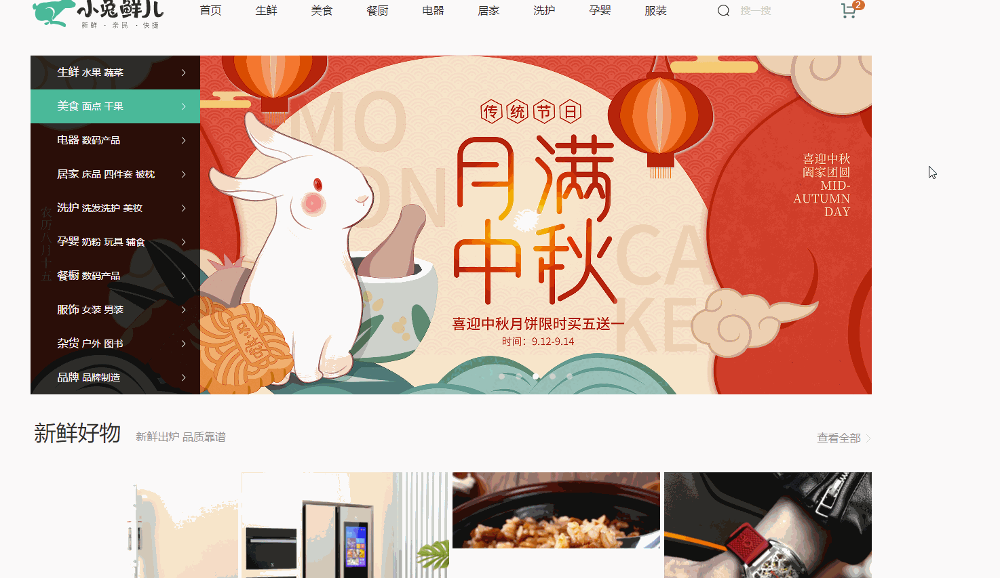 小兔鲜儿
新鲜 · 亲民 · 快捷
首页 生鲜 美食 餐厨 电器 居家 洗护 孕婴 服装
搜一搜
2
生鲜 水果 蔬菜
美食 面点 干果
电器 数码产品
居家 床品 四件套 被枕
洗护 洗发洗护 美妆
孕婴 奶粉 玩具 辅食
餐橱 数码产品
服饰 女装 男装
杂货 户外 图书
品牌 品牌制造
农历八月十五
MO
ON
传统节日
月满
中秋
喜迎中秋月饼限时买五送一
时间：9.12-9.14
CA
KE
喜迎中秋
阖家团圆
MID-
AUTUMN
DAY
新鲜好物 新鲜出炉 品质靠谱
查看全部